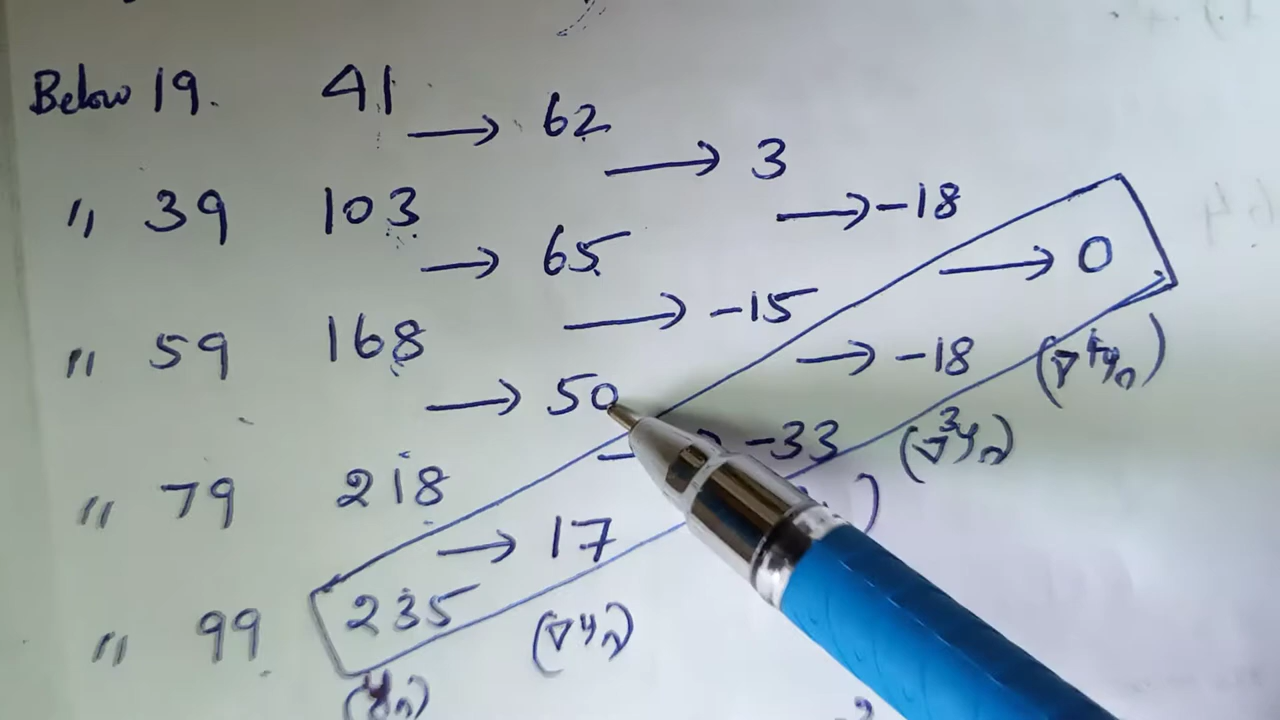 Below 19. 41
→ 62
→ 3
〃 39 103
→ -18
→ 65
→ 0
→ -15
〃 59 168
→ -18 (∇⁴yₙ)
→ 50
→ -33 (∇³yₙ)
〃 79 218
→ 17
〃 99 235 (∇yₙ)
(yₙ)